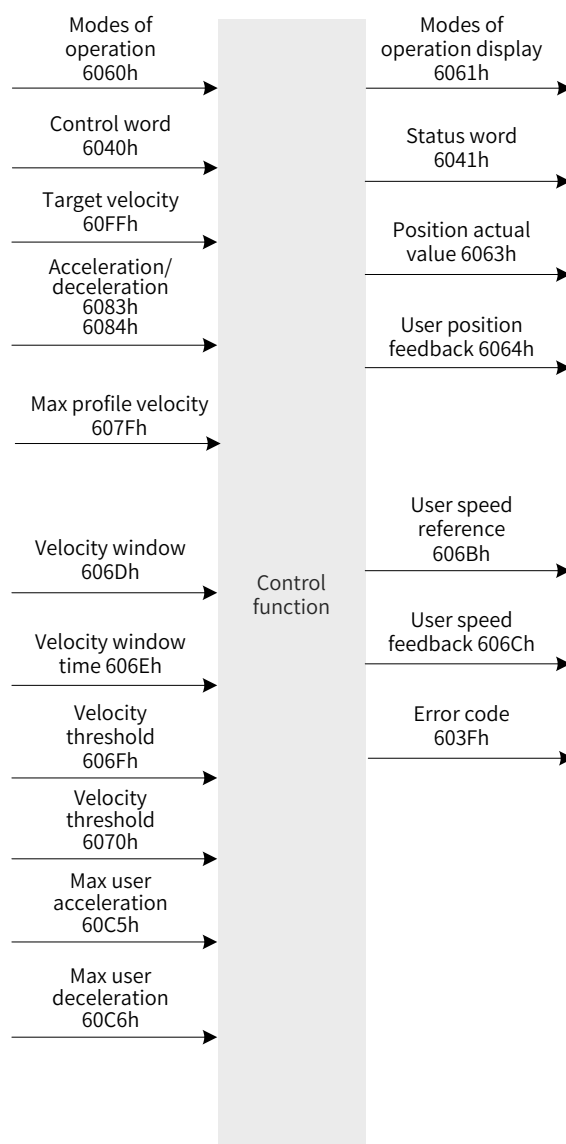 Modes of
operation
6060h
Control word
6040h
Target velocity
60FFh
Acceleration/
deceleration
6083h
6084h
Max profile velocity
607Fh
Velocity window
606Dh
Velocity window
time 606Eh
Velocity
threshold
606Fh
Velocity
threshold
6070h
Max user
acceleration
60C5h
Max user
deceleration
60C6h
Control
function
Modes of
operation display
6061h
Status word
6041h
Position actual
value 6063h
User position
feedback 6064h
User speed
reference
606Bh
User speed
feedback 606Ch
Error code
603Fh